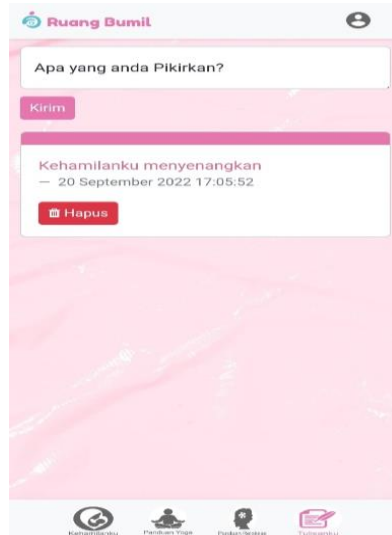 Ruang Bumil
Apa yang anda Pikirkan?
Kirim
Kehamilanku menyenangkan
— 20 September 2022 17:05:52
Hapus
Kehamilanku
Panduan Yoga
Tulisanku